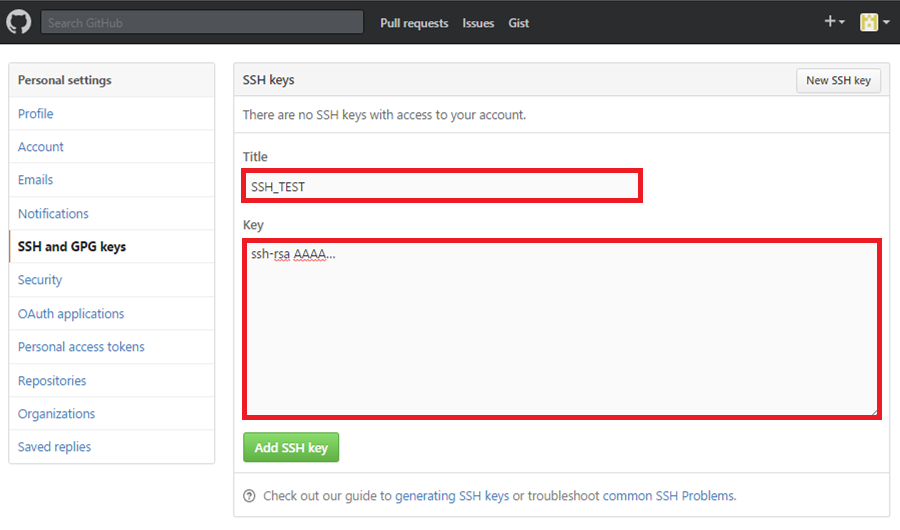 Search GitHub Pull requests Issues Gist
Personal settings
Profile
Account
Emails
Notifications
SSH and GPG keys
Security
OAuth applications
Personal access tokens
Repositories
Organizations
Saved replies
SSH keys New SSH key
There are no SSH keys with access to your account.
Title
SSH_TEST
Key
ssh-rsa AAAA...
Add SSH key
Check out our guide to generating SSH keys or troubleshoot common SSH Problems.